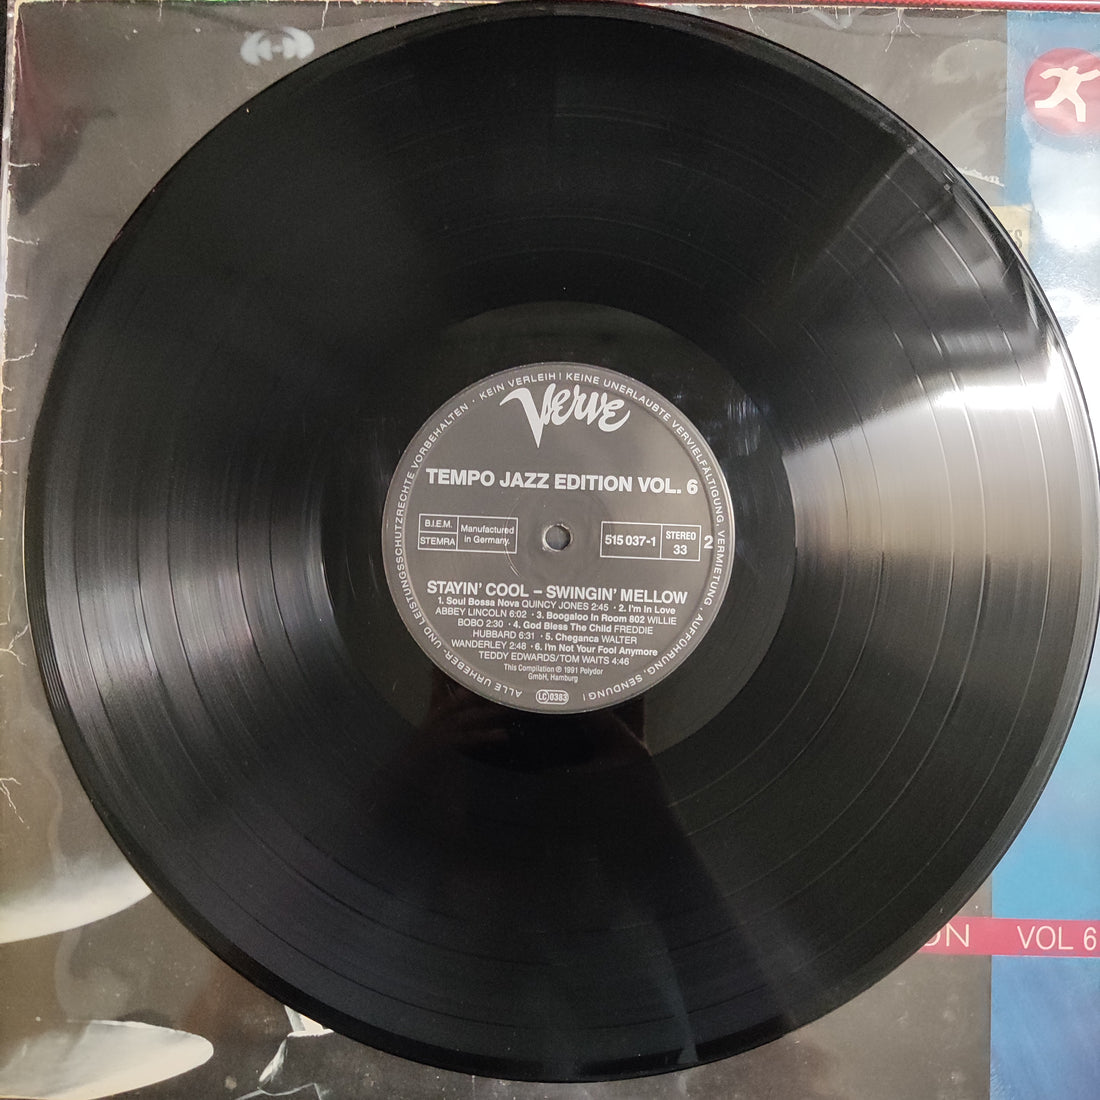 ALLE URHEBER- UND LEISTUNGSSCHUTZRECHTE VORBEHALTEN · KEIN VERLEIH! KEINE UNERLAUBTE VERVIELFÄLTIGUNG, VERMIETUNG, AUFFÜHRUNG, SENDUNG!
Verve
TEMPO JAZZ EDITION VOL. 6
B.I.E.M.
STEMRA
Manufactured
in Germany.
515 037-1
STEREO
33
2
STAYIN' COOL – SWINGIN' MELLOW
1. Soul Bossa Nova QUINCY JONES 2:45 · 2. I'm In Love
ABBEY LINCOLN 6:02 · 3. Boogaloo In Room 802 WILLIE
BOBO 2:30 · 4. God Bless The Child FREDDIE
HUBBARD 6:31 · 5. Cheganca WALTER
WANDERLEY 2:48 · 6. I'm Not Your Fool Anymore
TEDDY EDWARDS/TOM WAITS 4:46
This Compilation ℗ 1991 Polydor
GmbH, Hamburg
LC 0383
VOL 6